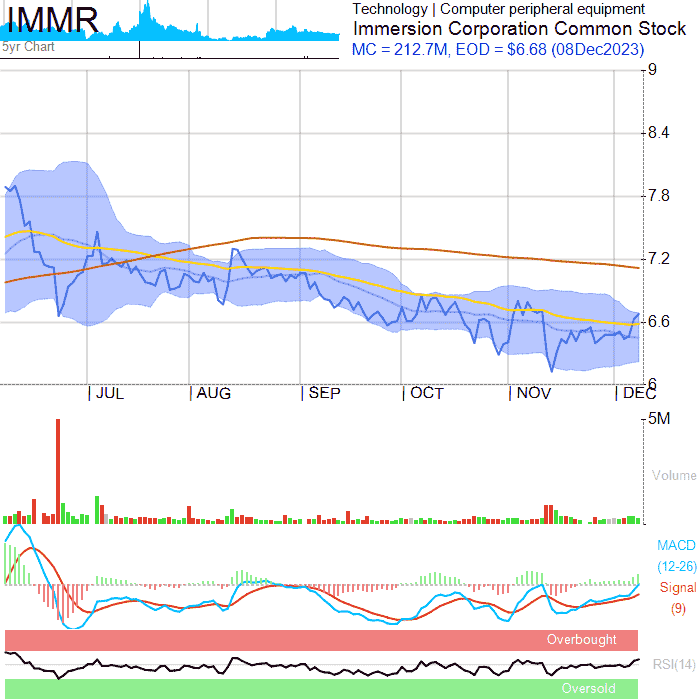 IMMR
5yr Chart
Technology | Computer peripheral equipment
Immersion Corporation Common Stock
MC = 212.7M, EOD = $6.68 (08Dec2023)
9
8.4
7.8
7.2
6.6
6
JUL AUG SEP OCT NOV DEC
5M
Volume
MACD
(12-26)
Signal
(9)
Overbought
RSI(14)
Oversold